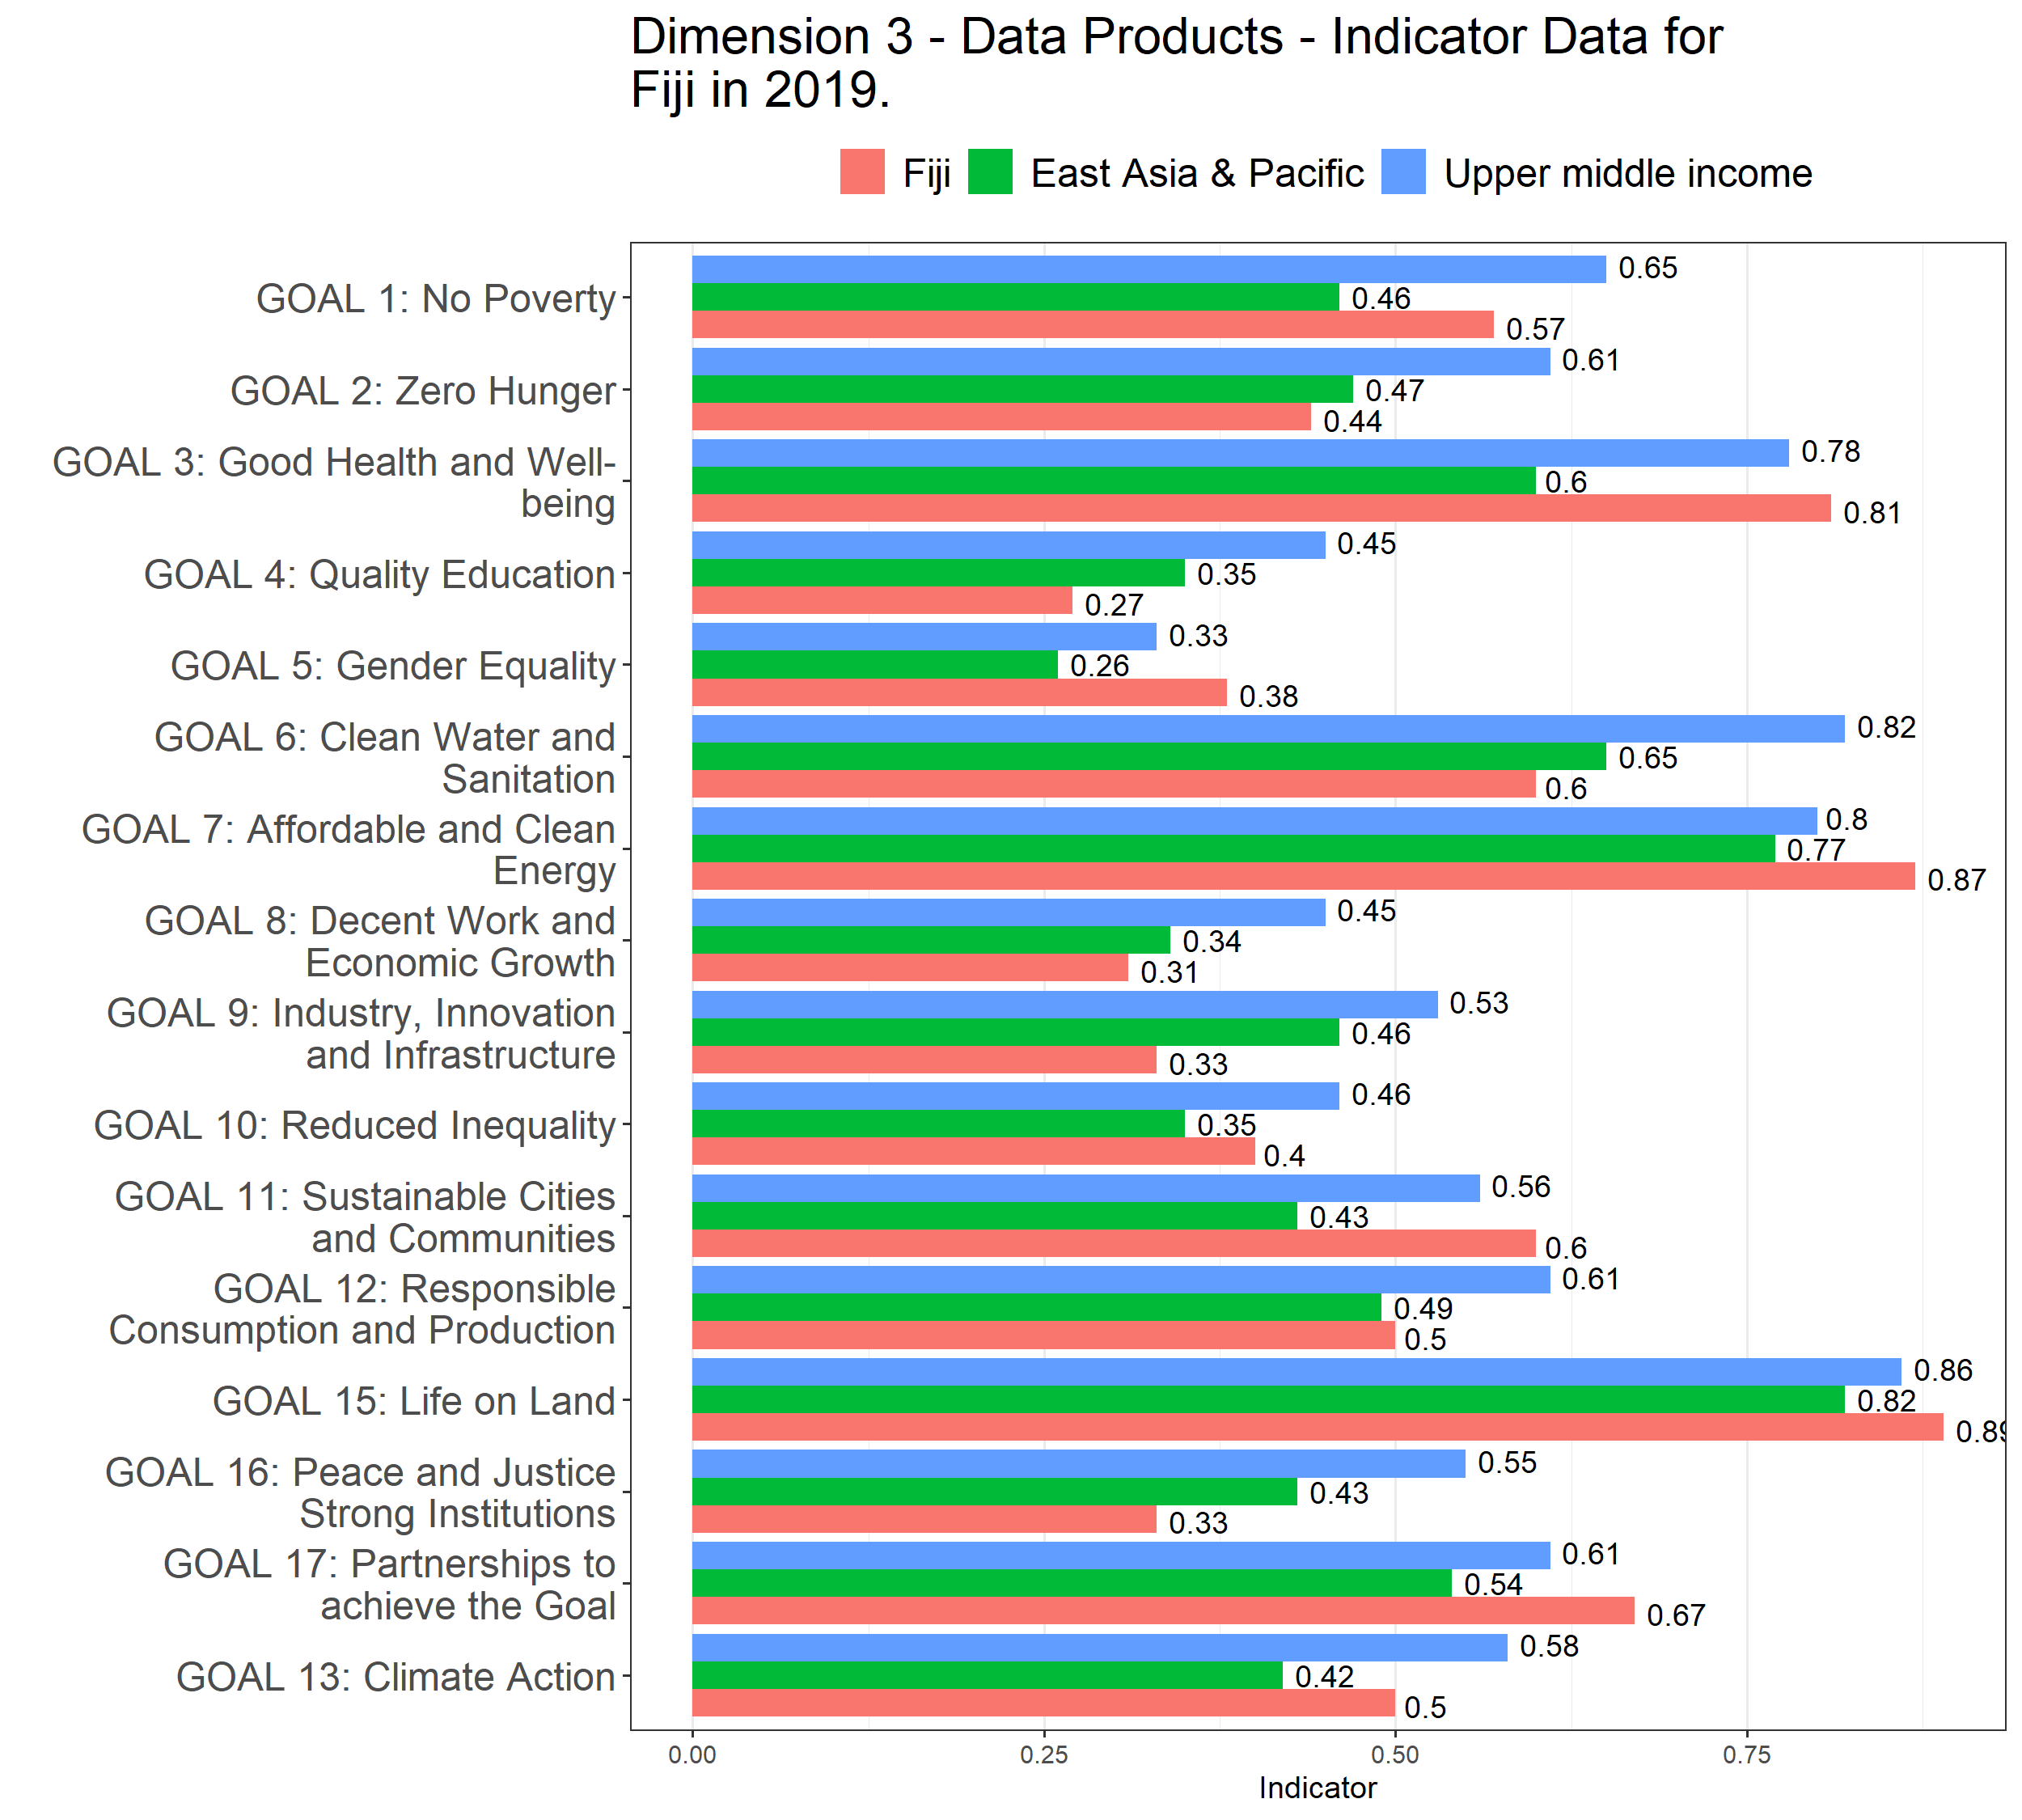 Dimension 3 - Data Products - Indicator Data for
Fiji in 2019.
Fiji East Asia & Pacific Upper middle income
GOAL 1: No Poverty
0.65
0.46
0.57
GOAL 2: Zero Hunger
0.61
0.47
0.44
GOAL 3: Good Health and Well-
being
0.78
0.6
0.81
GOAL 4: Quality Education
0.45
0.35
0.27
GOAL 5: Gender Equality
0.33
0.26
0.38
GOAL 6: Clean Water and
Sanitation
0.82
0.65
0.6
GOAL 7: Affordable and Clean
Energy
0.8
0.77
0.87
GOAL 8: Decent Work and
Economic Growth
0.45
0.34
0.31
GOAL 9: Industry, Innovation
and Infrastructure
0.53
0.46
0.33
GOAL 10: Reduced Inequality
0.46
0.35
0.4
GOAL 11: Sustainable Cities
and Communities
0.56
0.43
0.6
GOAL 12: Responsible
Consumption and Production
0.61
0.49
0.5
GOAL 15: Life on Land
0.86
0.82
0.89
GOAL 16: Peace and Justice
Strong Institutions
0.55
0.43
0.33
GOAL 17: Partnerships to
achieve the Goal
0.61
0.54
0.67
GOAL 13: Climate Action
0.58
0.42
0.5
0.00 0.25 0.50 0.75
Indicator